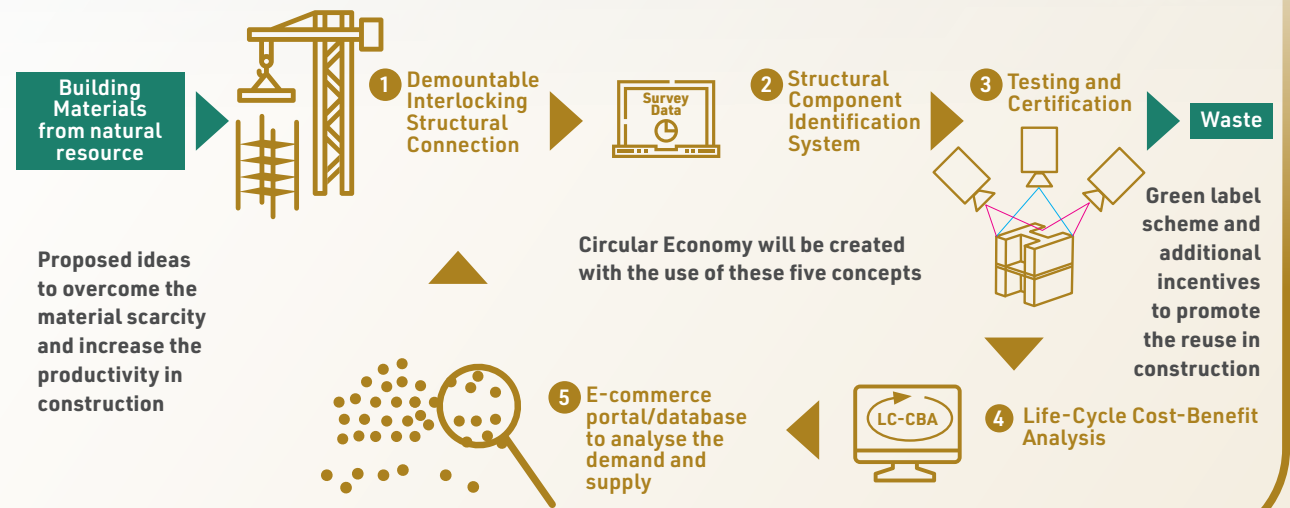 Building
Materials
from natural
resource
1
Demountable
Interlocking
Structural
Connection
Survey
Data
2
Structural
Component
Identification
System
3
Testing and
Certification
Waste
Proposed ideas
to overcome the
material scarcity
and increase the
productivity in
construction
Circular Economy will be created
with the use of these five concepts
Green label
scheme and
additional
incentives
to promote
the reuse in
construction
4
Life-Cycle Cost-Benefit
Analysis
LC-CBA
5
E-commerce
portal/database
to analyse the
demand and
supply